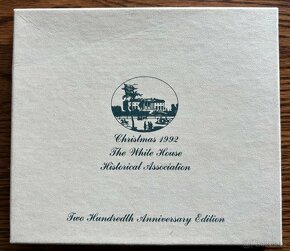 Christmas 1992
The White House
Historical Association
Two Hundredth Anniversary Edition